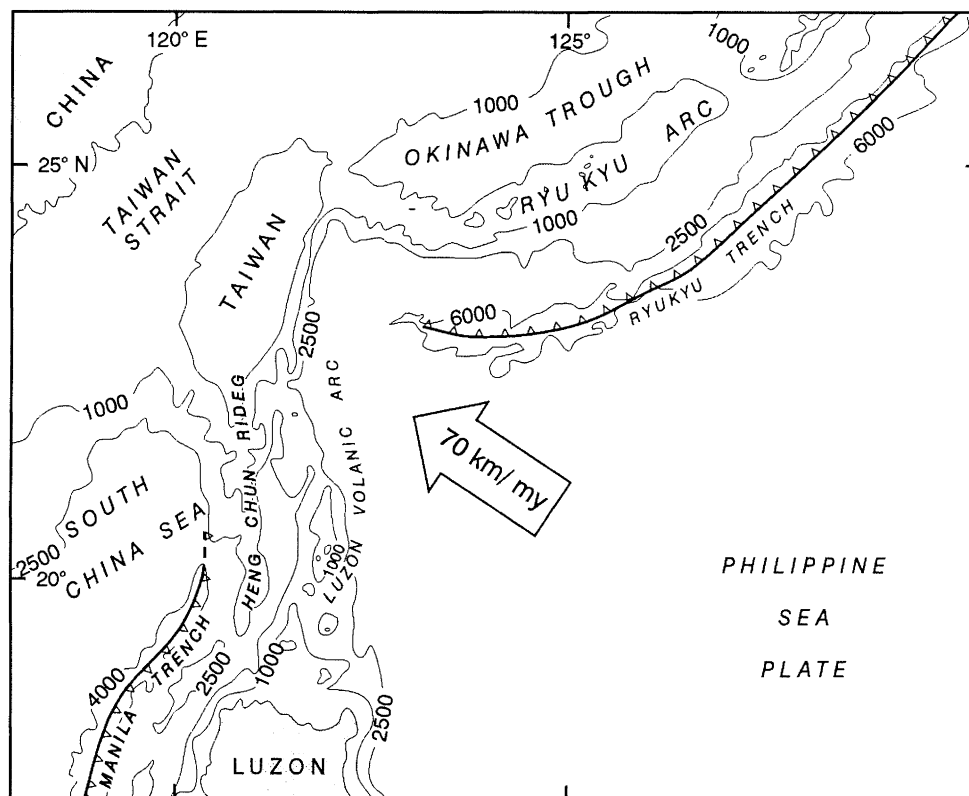 120° E
125°
1000
CHINA
1000
OKINAWA TROUGH
RYUKYU ARC
6000
25° N
TAIWAN
STRAIT
1000
2500
TRENCH
RYUKYU
TAIWAN
6000
2500
1000
HENG CHUN RIDEG
LUZON VOLANIC ARC
70 km/ my
SOUTH
CHINA SEA
2500
20°
1000
PHILIPPINE
SEA
PLATE
4000
MANILA TRENCH
2500
1000
2500
LUZON